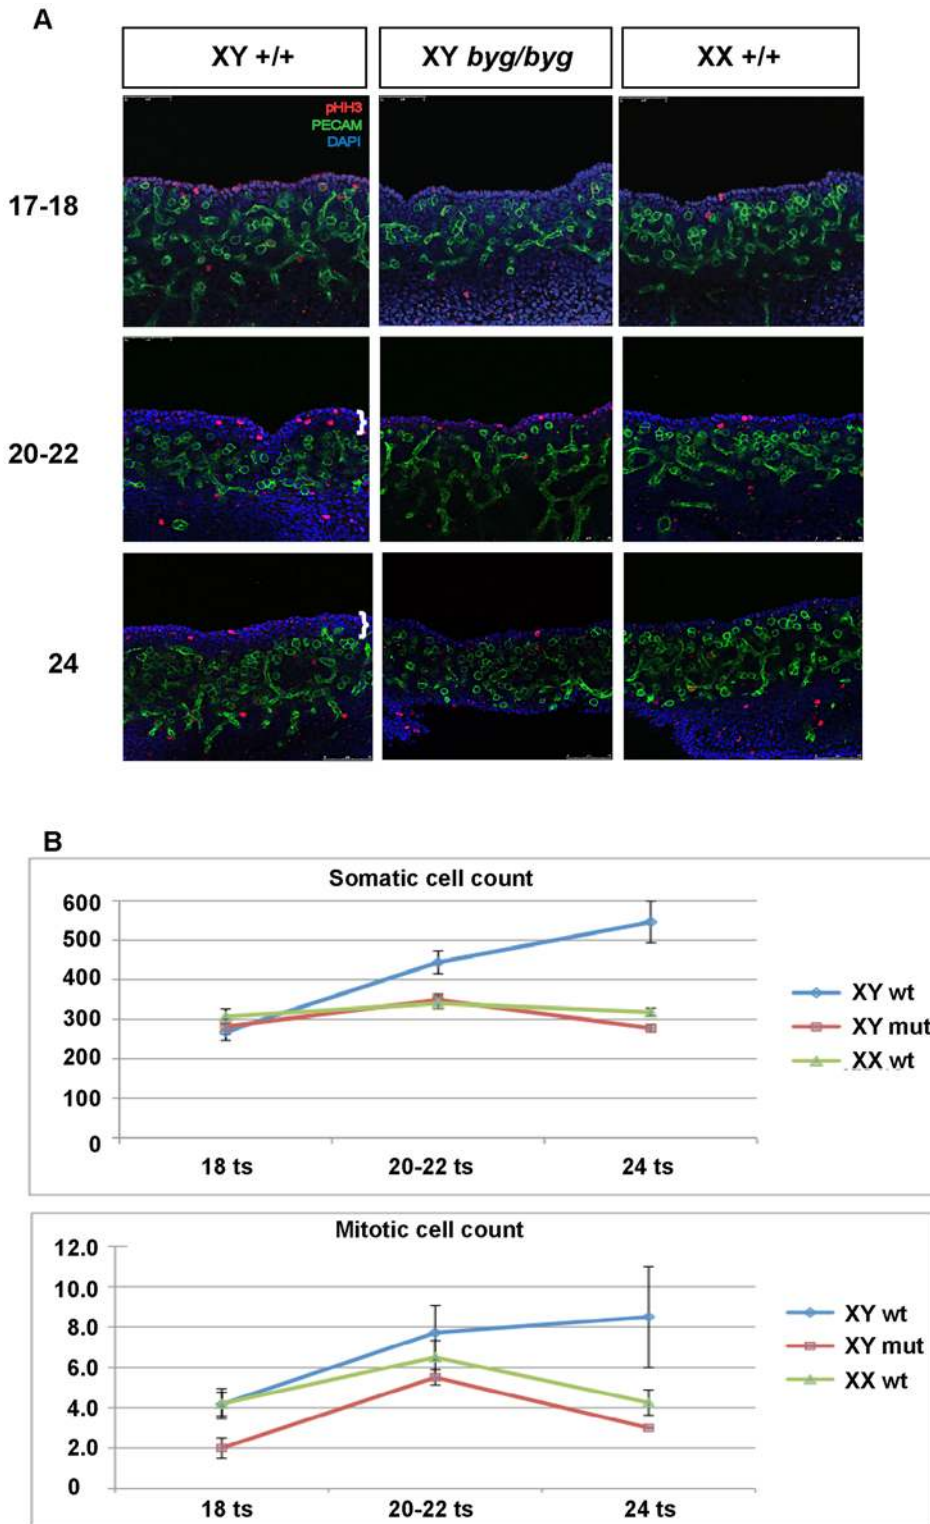 A
XY +/+
XY byg/byg
XX +/+
pHH3
PECAM
DAPI
17-18
20-22
}
24
}
B
Somatic cell count
600
500
400
300
200
100
0
18 ts
20-22 ts
24 ts
XY wt
XY mut
XX wt
Mitotic cell count
12.0
10.0
8.0
6.0
4.0
2.0
0
18 ts
20-22 ts
24 ts
XY wt
XY mut
XX wt